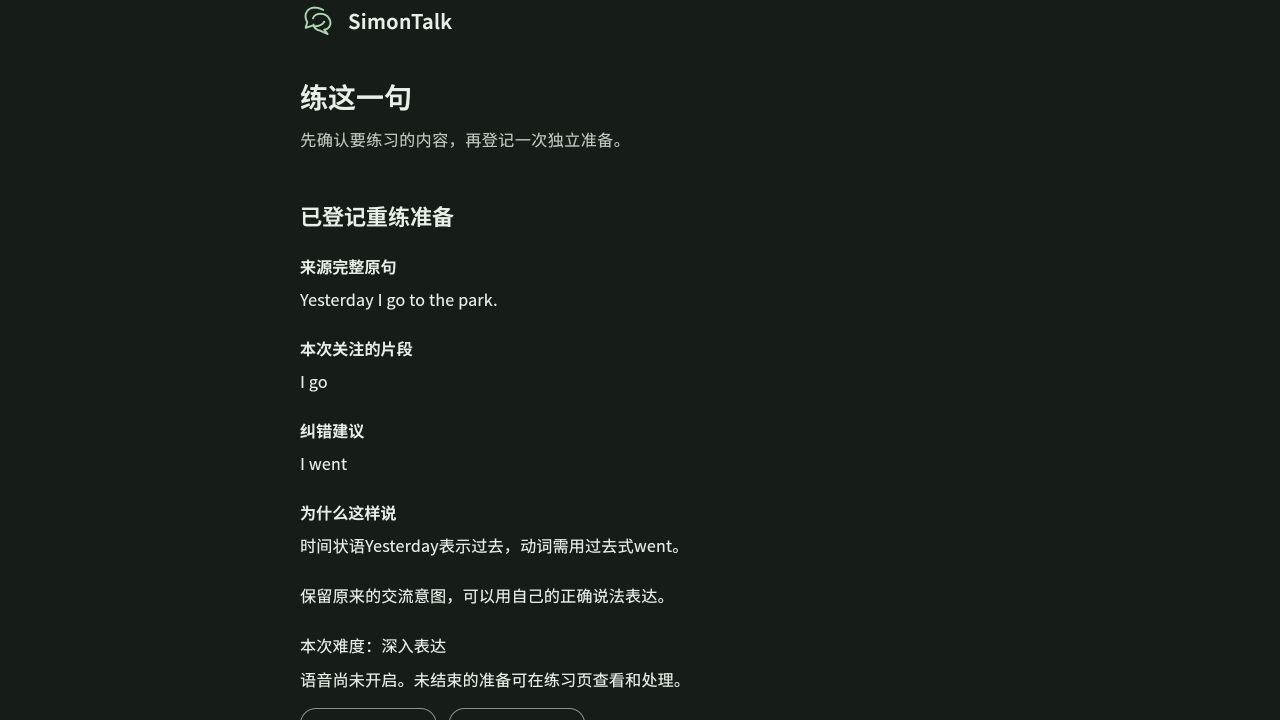 SimonTalk
练这一句
先确认要练习的内容，再登记一次独立准备。
已登记重练准备
来源完整原句
Yesterday I go to the park.
本次关注的片段
I go
纠错建议
I went
为什么这样说
时间状语Yesterday表示过去，动词需用过去式went。
保留原来的交流意图，可以用自己的正确说法表达。
本次难度：深入表达
语音尚未开启。未结束的准备可在练习页查看和处理。